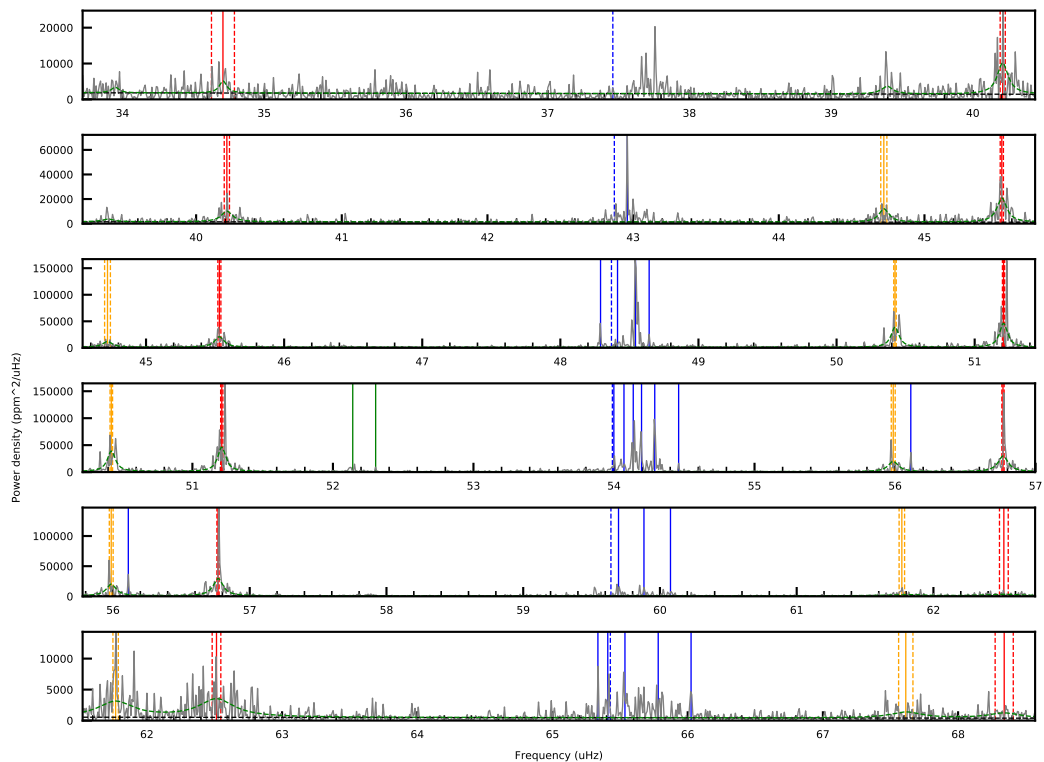 20000
10000
0
34 35 36 37 38 39 40
60000
40000
20000
0
40 41 42 43 44 45
150000
100000
50000
0
45 46 47 48 49 50 51
150000
100000
50000
0
51 52 53 54 55 56 57
100000
50000
0
56 57 58 59 60 61 62
10000
5000
0
62 63 64 65 66 67 68
Power density (ppm^2/uHz)
Frequency (uHz)